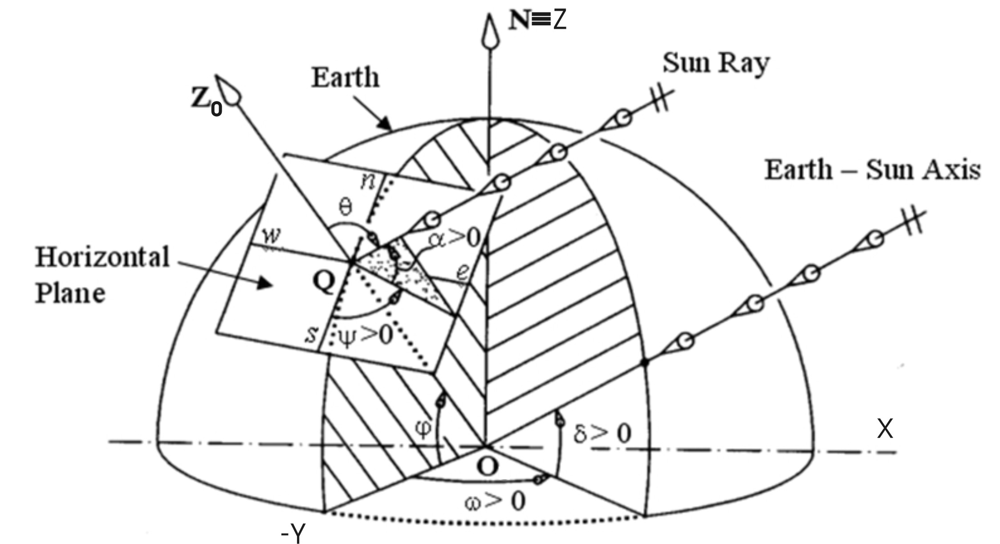 N≡Z
Sun Ray
Earth
Z0
Earth – Sun Axis
n
θ
w
α>0
Horizontal
Plane
e
Q
s
ψ>0
φ
δ> 0
X
O
ω> 0
-Y